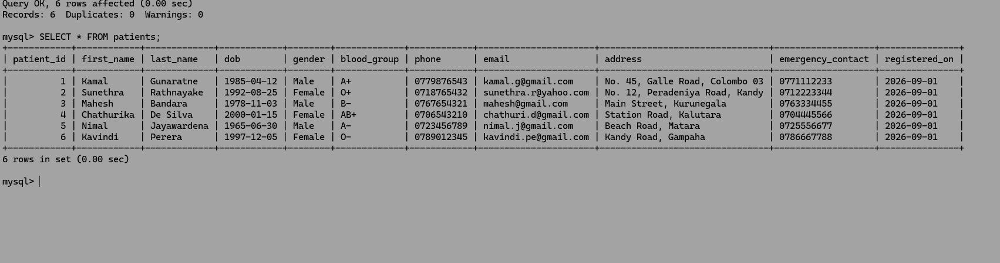 Query OK, 6 rows affected (0.00 sec)
Records: 6  Duplicates: 0  Warnings: 0
mysql> SELECT * FROM patients;
+------------+------------+-------------+------------+--------+-------------+------------+----------------------+--------------------------------+-------------------+---------------+
| patient_id | first_name | last_name   | dob        | gender | blood_group | phone      | email                | address                        | emergency_contact | registered_on |
+------------+------------+-------------+------------+--------+-------------+------------+----------------------+--------------------------------+-------------------+---------------+
|          1 | Kamal      | Gunaratne   | 1985-04-12 | Male   | A+          | 0779876543 | kamal.g@gmail.com    | No. 45, Galle Road, Colombo 03 | 0771112233        | 2026-09-01    |
|          2 | Sunethra   | Rathnayake  | 1992-08-25 | Female | O+          | 0718765432 | sunethra.r@yahoo.com | No. 12, Peradeniya Road, Kandy | 0712223344        | 2026-09-01    |
|          3 | Mahesh     | Bandara     | 1978-11-03 | Male   | B-          | 0767654321 | mahesh@gmail.com     | Main Street, Kurunegala        | 0763334455        | 2026-09-01    |
|          4 | Chathurika | De Silva    | 2000-01-15 | Female | AB+         | 0706543210 | chathuri.d@gmail.com | Station Road, Kalutara         | 0704445566        | 2026-09-01    |
|          5 | Nimal      | Jayawardena | 1965-06-30 | Male   | A-          | 0723456789 | nimal.j@gmail.com    | Beach Road, Matara             | 0725556677        | 2026-09-01    |
|          6 | Kavindi    | Perera      | 1997-12-05 | Female | O-          | 0789012345 | kavindi.pe@gmail.com | Kandy Road, Gampaha            | 0786667788        | 2026-09-01    |
+------------+------------+-------------+------------+--------+-------------+------------+----------------------+--------------------------------+-------------------+---------------+
6 rows in set (0.00 sec)
mysql>